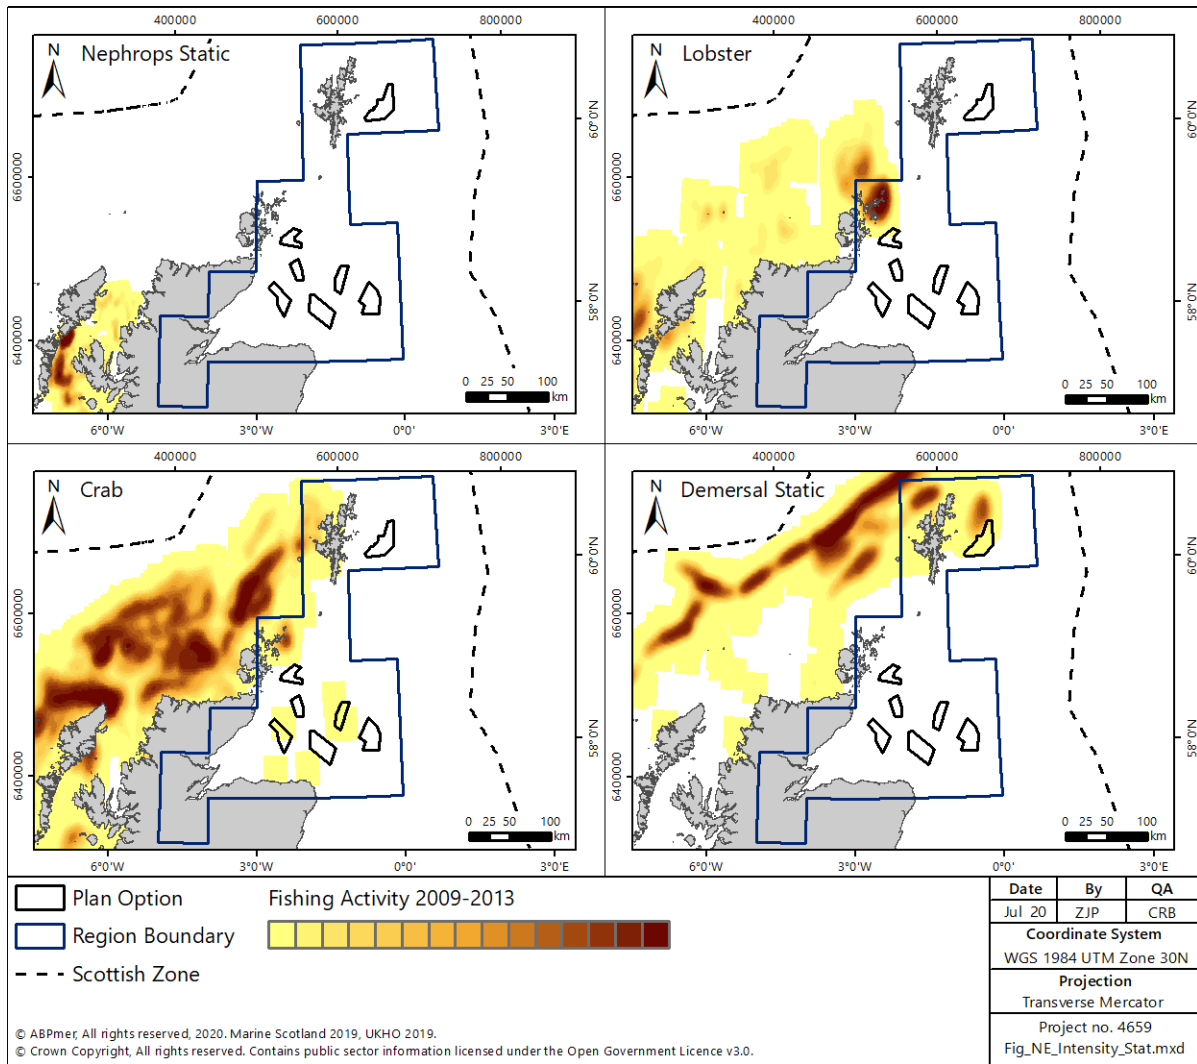 400000 600000 800000
400000 600000 800000
N
Nephrops Static
N
Lobster
60°0'N
60°0'N
6600000
6600000
58°0'N
58°0'N
6400000
6400000
0 25 50 100
km
0 25 50 100
km
6°0'W 3°0'W 0°0' 3°0'E
6°0'W 3°0'W 0°0' 3°0'E
400000 600000 800000
400000 600000 800000
N
Crab
N
Demersal Static
60°0'N
60°0'N
6600000
6600000
58°0'N
58°0'N
6400000
6400000
0 25 50 100
km
0 25 50 100
km
6°0'W 3°0'W 0°0' 3°0'E
6°0'W 3°0'W 0°0' 3°0'E
Plan Option
Region Boundary
Scottish Zone
Fishing Activity 2009-2013
Date By QA
Jul 20 ZJP CRB
Coordinate System
WGS 1984 UTM Zone 30N
Projection
Transverse Mercator
Project no. 4659
Fig_NE_Intensity_Stat.mxd
© ABPmer, All rights reserved, 2020. Marine Scotland 2019, UKHO 2019.
© Crown Copyright, All rights reserved. Contains public sector information licensed under the Open Government Licence v3.0.